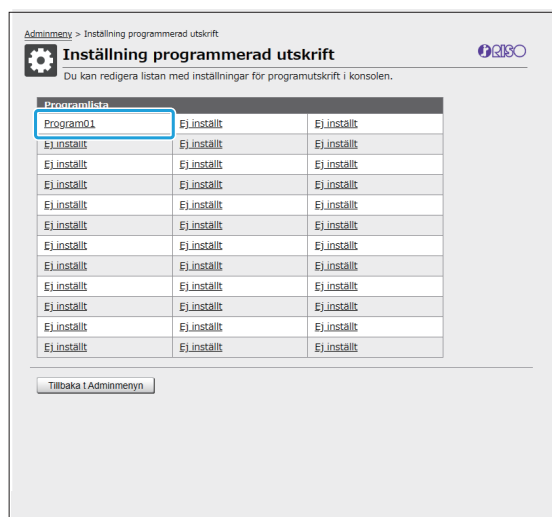 Adminmeny > Inställning programmerad utskrift
Inställning programmerad utskrift
RISO
Du kan redigera listan med inställningar för programutskrift i konsolen.
Programlista
Program01 Ej inställt Ej inställt
Ej inställt Ej inställt Ej inställt
Ej inställt Ej inställt Ej inställt
Ej inställt Ej inställt Ej inställt
Ej inställt Ej inställt Ej inställt
Ej inställt Ej inställt Ej inställt
Ej inställt Ej inställt Ej inställt
Ej inställt Ej inställt Ej inställt
Ej inställt Ej inställt Ej inställt
Ej inställt Ej inställt Ej inställt
Ej inställt Ej inställt Ej inställt
Ej inställt Ej inställt Ej inställt
Tillbaka t Adminmenyn